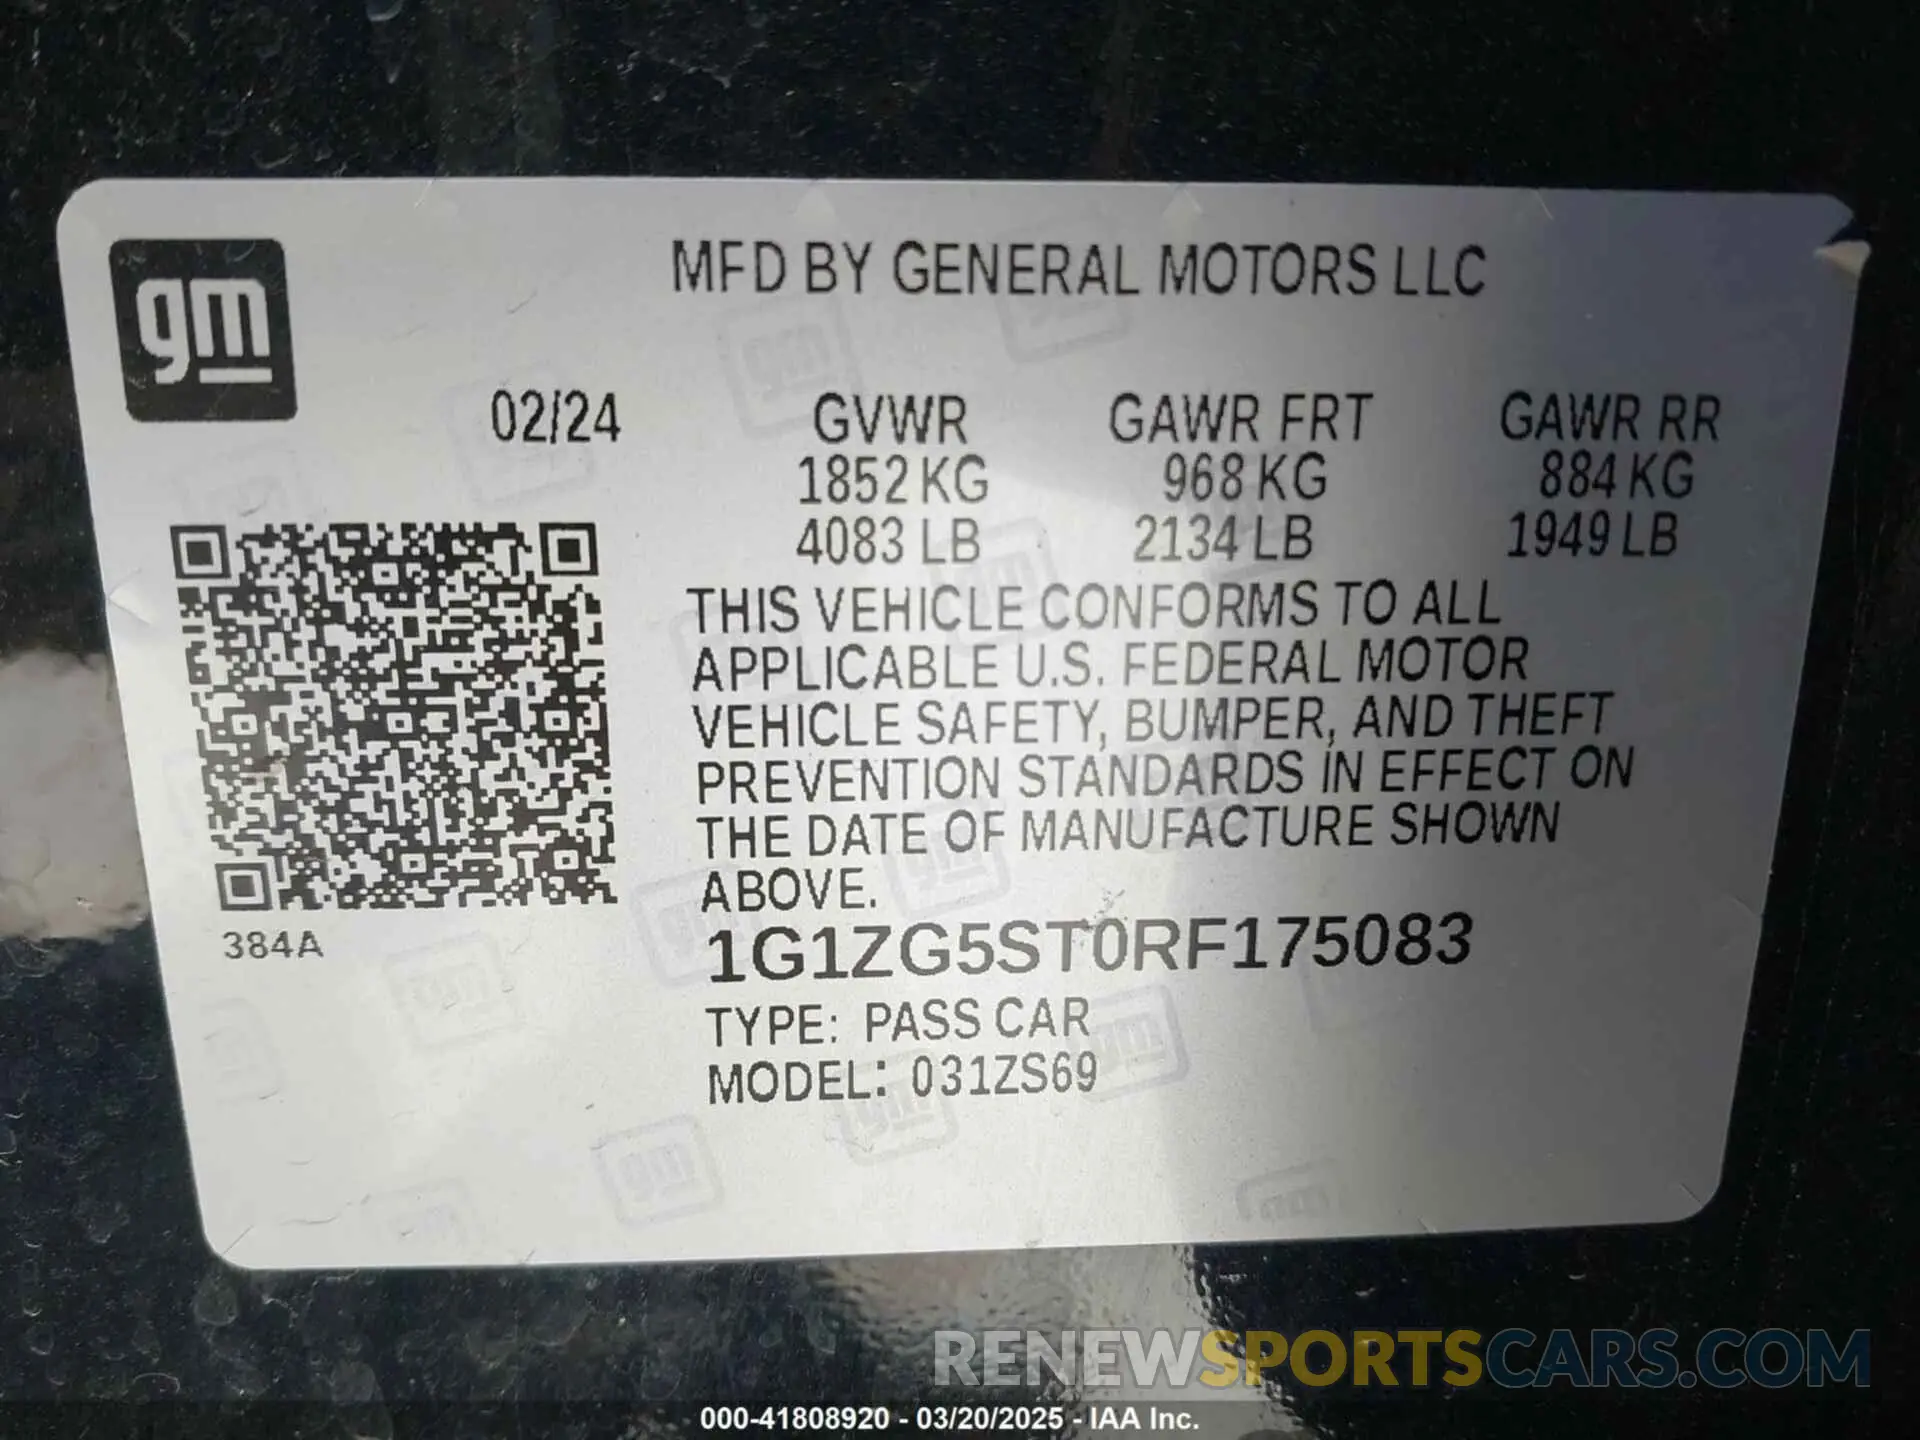 gm
MFD BY GENERAL MOTORS LLC
02/24 GVWR GAWR FRT GAWR RR
1852 KG 968 KG 884 KG
4083 LB 2134 LB 1949 LB
THIS VEHICLE CONFORMS TO ALL
APPLICABLE U.S. FEDERAL MOTOR
VEHICLE SAFETY, BUMPER, AND THEFT
PREVENTION STANDARDS IN EFFECT ON
THE DATE OF MANUFACTURE SHOWN
ABOVE.
384A
1G1ZG5ST0RF175083
TYPE: PASS CAR
MODEL: 031ZS69
RENEWSPORTSCARS.COM
000-41808920 - 03/20/2025 - IAA Inc.